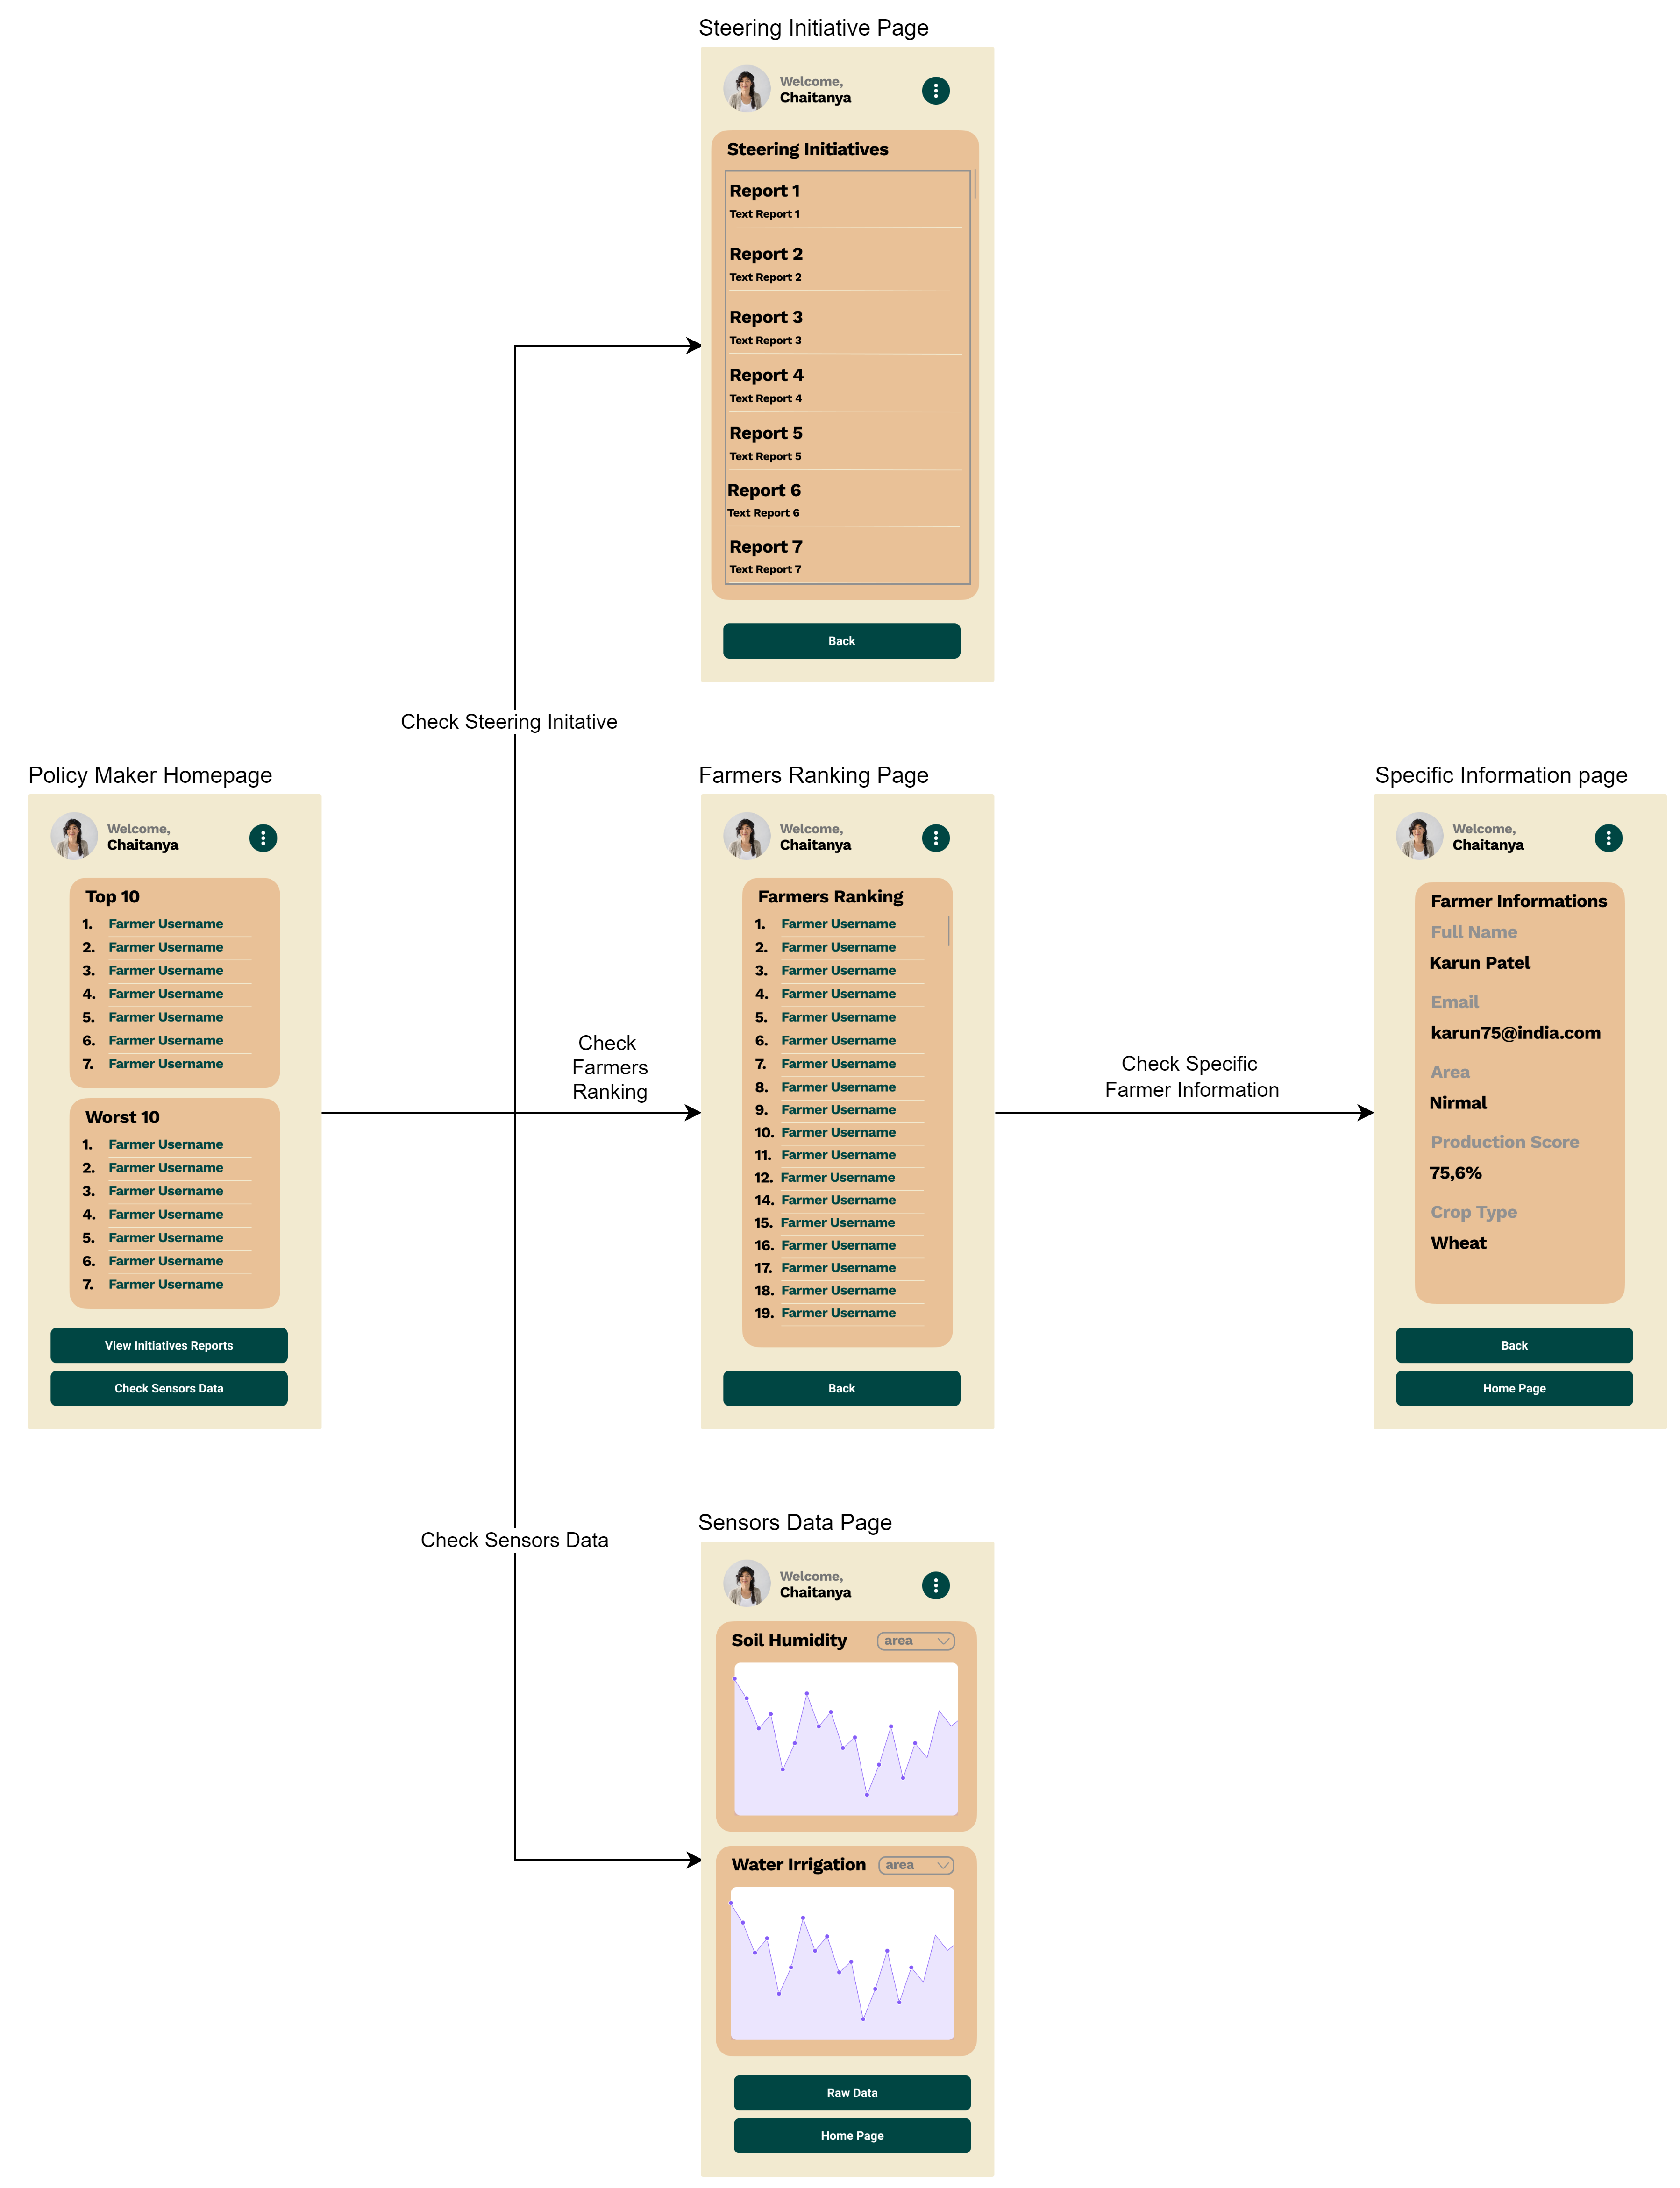 Steering Initiative Page
Welcome,
Chaitanya
Steering Initiatives
Report 1
Text Report 1
Report 2
Text Report 2
Report 3
Text Report 3
Report 4
Text Report 4
Report 5
Text Report 5
Report 6
Text Report 6
Report 7
Text Report 7
Back
Check Steering Initative
Policy Maker Homepage
Welcome,
Chaitanya
Top 10
1. Farmer Username
2. Farmer Username
3. Farmer Username
4. Farmer Username
5. Farmer Username
6. Farmer Username
7. Farmer Username
Worst 10
1. Farmer Username
2. Farmer Username
3. Farmer Username
4. Farmer Username
5. Farmer Username
6. Farmer Username
7. Farmer Username
View Initiatives Reports
Check Sensors Data
Check
Farmers
Ranking
Farmers Ranking Page
Welcome,
Chaitanya
Farmers Ranking
1. Farmer Username
2. Farmer Username
3. Farmer Username
4. Farmer Username
5. Farmer Username
6. Farmer Username
7. Farmer Username
8. Farmer Username
9. Farmer Username
10. Farmer Username
11. Farmer Username
12. Farmer Username
14. Farmer Username
15. Farmer Username
16. Farmer Username
17. Farmer Username
18. Farmer Username
19. Farmer Username
Back
Check Specific
Farmer Information
Specific Information page
Welcome,
Chaitanya
Farmer Informations
Full Name
Karun Patel
Email
karun75@india.com
Area
Nirmal
Production Score
75,6%
Crop Type
Wheat
Back
Home Page
Check Sensors Data
Sensors Data Page
Welcome,
Chaitanya
Soil Humidity area
Water Irrigation area
Raw Data
Home Page